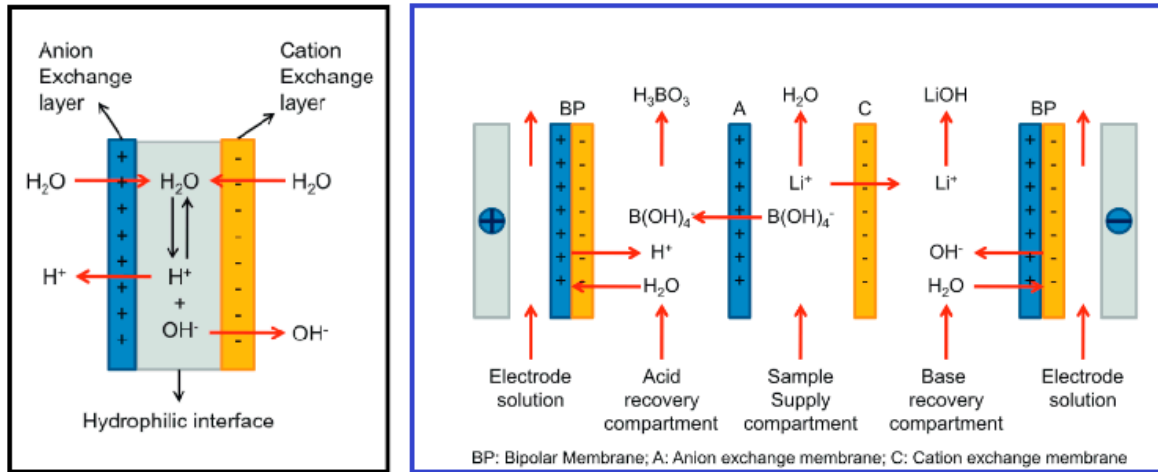 Anion
Exchange
layer
Cation
Exchange
layer
+
+
+
+
+
+
+
-
-
-
-
-
-
-
H₂O
H₂O
H₂O
H⁺
H⁺
+
OH⁻
OH⁻
Hydrophilic interface
BP
H₃BO₃
A
H₂O
C
LiOH
BP
+
Li⁺
Li⁺
B(OH)₄⁻
B(OH)₄⁻
H⁺
OH⁻
-
H₂O
H₂O
Electrode
solution
Acid
recovery
compartment
Sample
Supply
compartment
Base
recovery
compartment
Electrode
solution
BP: Bipolar Membrane; A: Anion exchange membrane; C: Cation exchange membrane